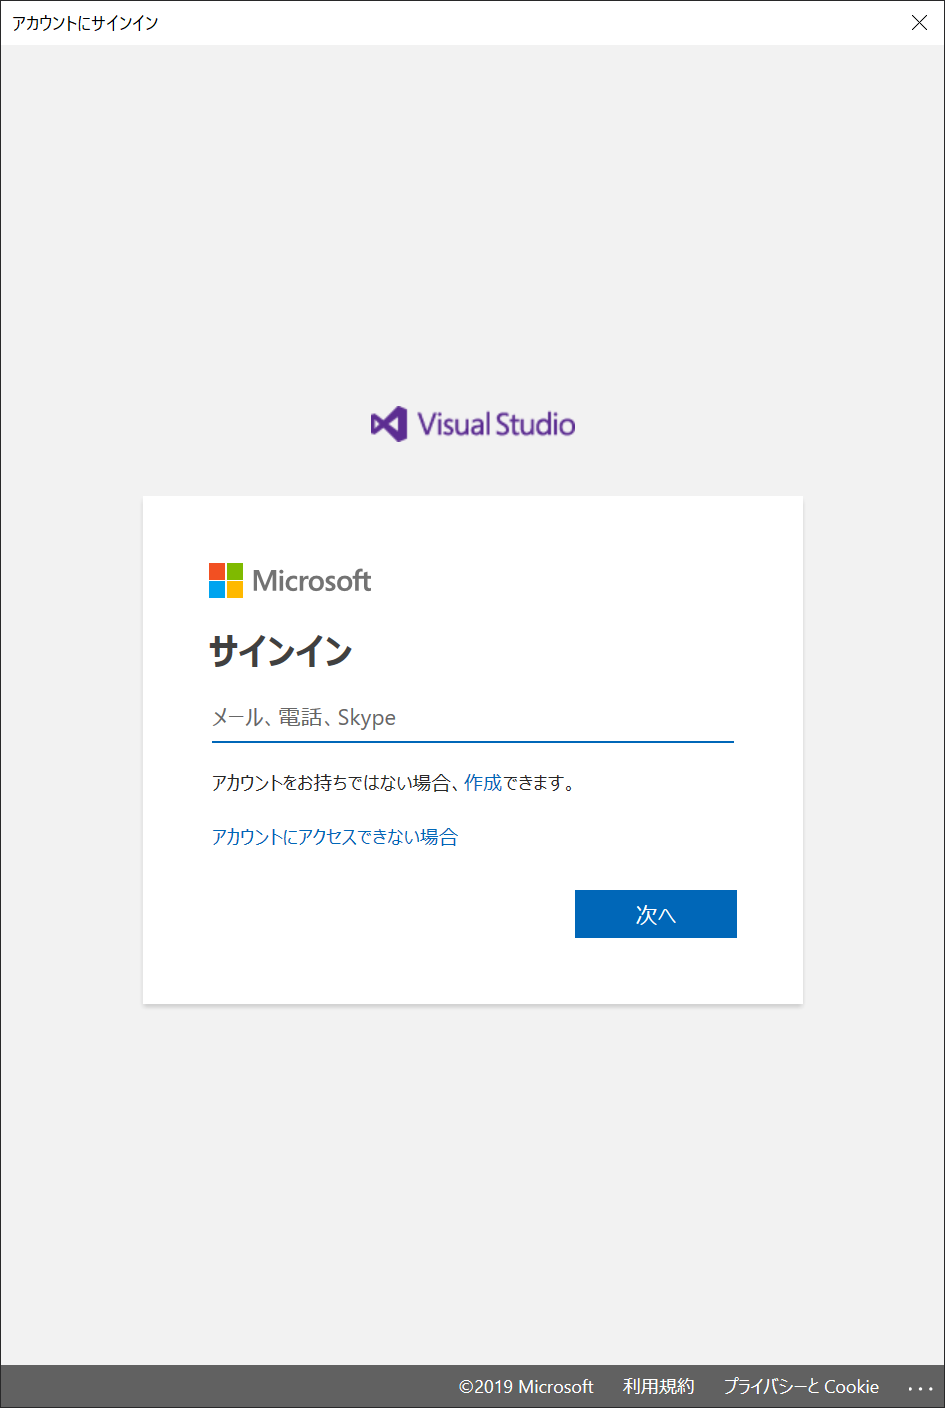 アカウントにサインイン
Visual Studio
Microsoft
サインイン
メール、電話、Skype
アカウントをお持ちではない場合、作成できます。
アカウントにアクセスできない場合
次へ
©2019 Microsoft 利用規約 プライバシーと Cookie ...